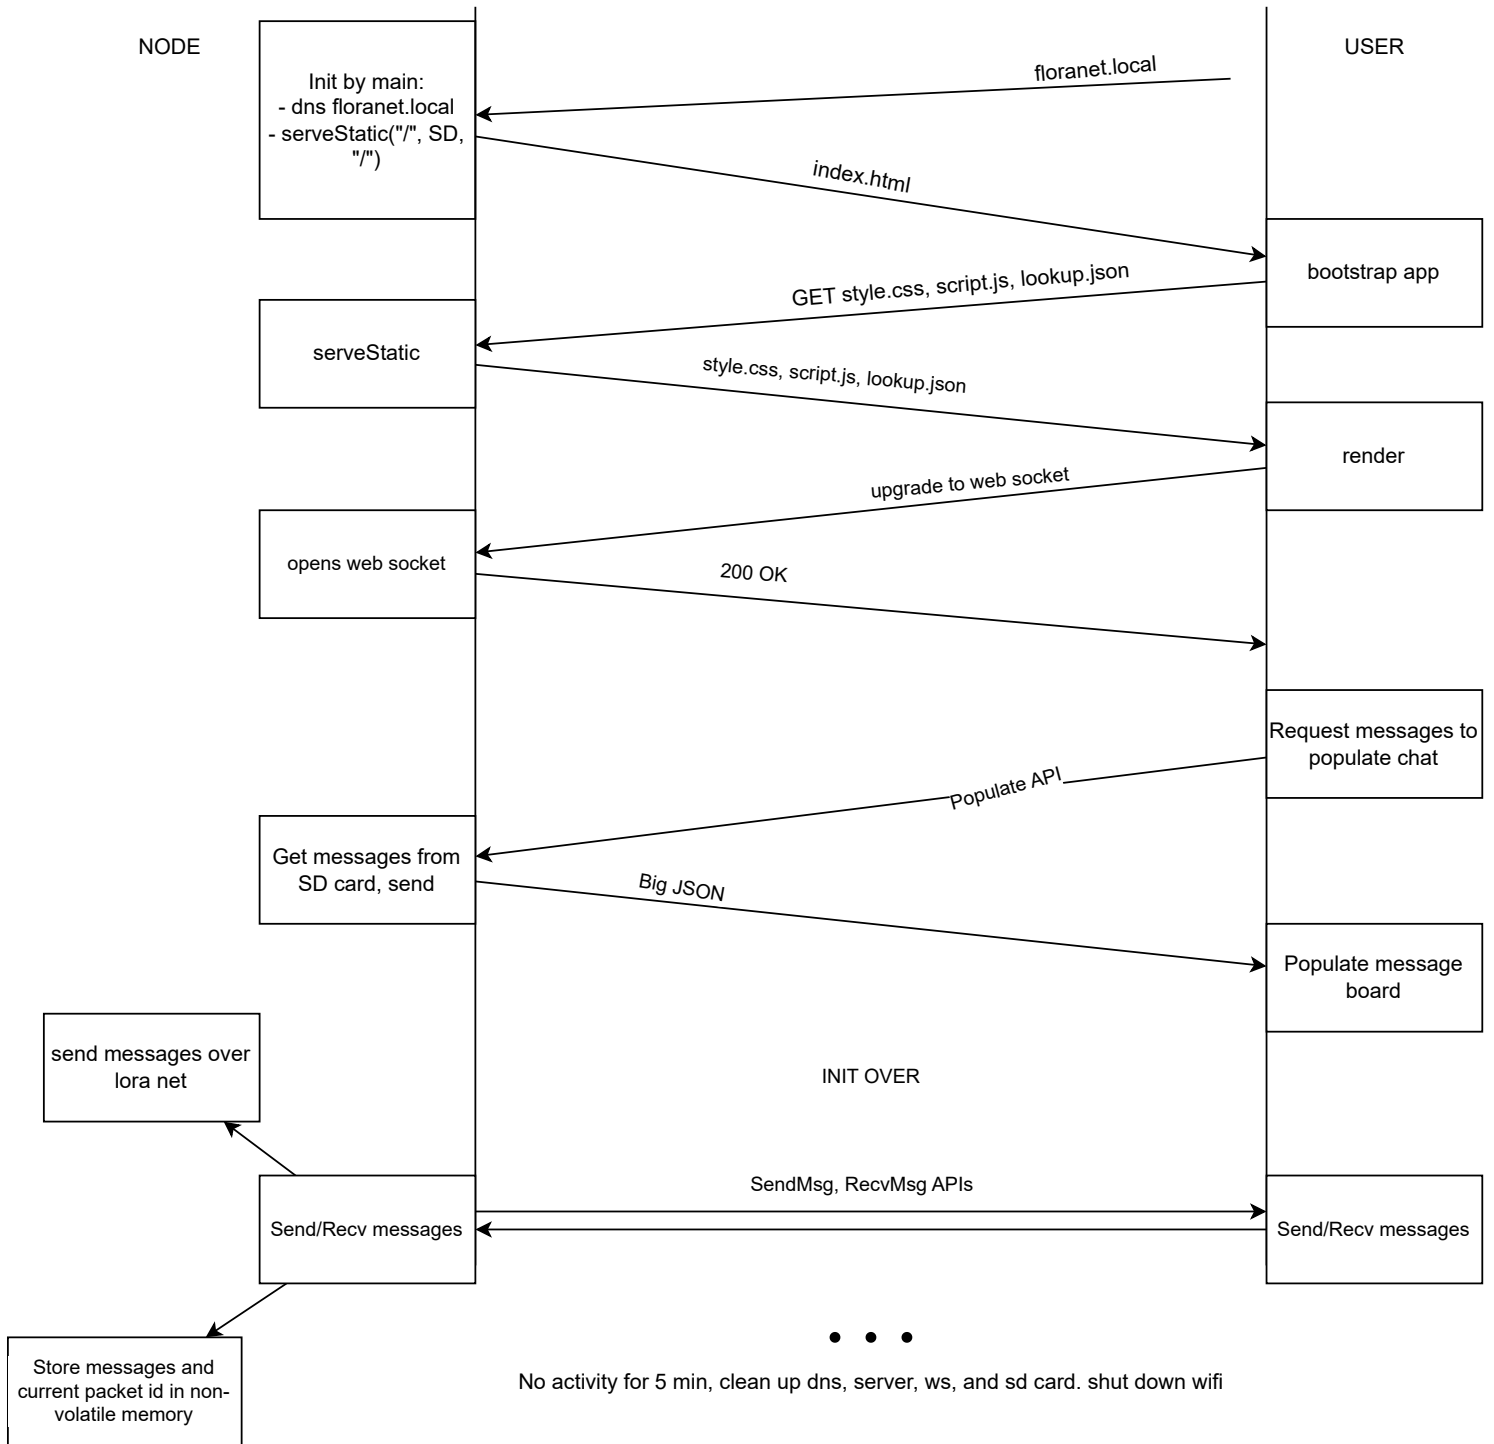 NODE
USER
Init by main:
- dns floranet.local
- serveStatic("/", SD,
"/")
floranet.local
index.html
bootstrap app
GET style.css, script.js, lookup.json
serveStatic
style.css, script.js, lookup.json
render
upgrade to web socket
opens web socket
200 OK
Request messages to
populate chat
Populate API
Get messages from
SD card, send
Big JSON
Populate message
board
send messages over
lora net
INIT OVER
SendMsg, RecvMsg APIs
Send/Recv messages
Send/Recv messages
Store messages and
current packet id in non-
volatile memory
No activity for 5 min, clean up dns, server, ws, and sd card. shut down wifi